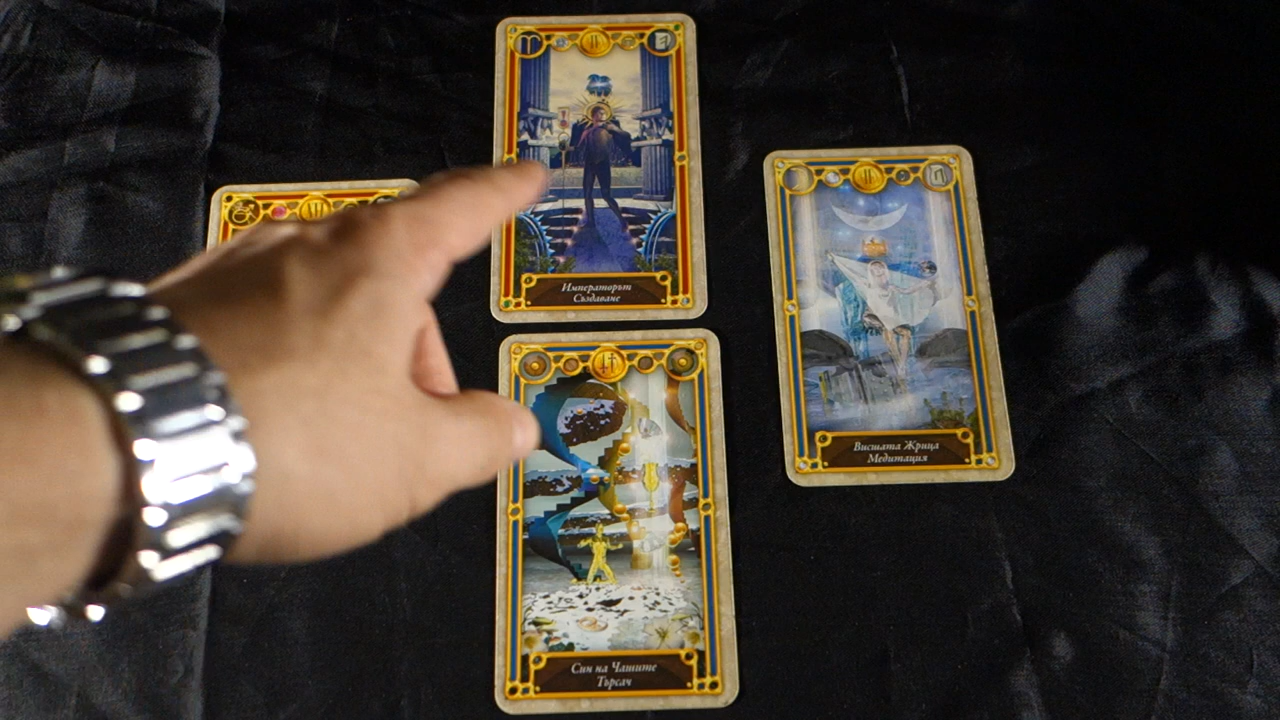 Императорът
Създаване
Висшата Жрица
Медитация
Син на Чашите
Търсач